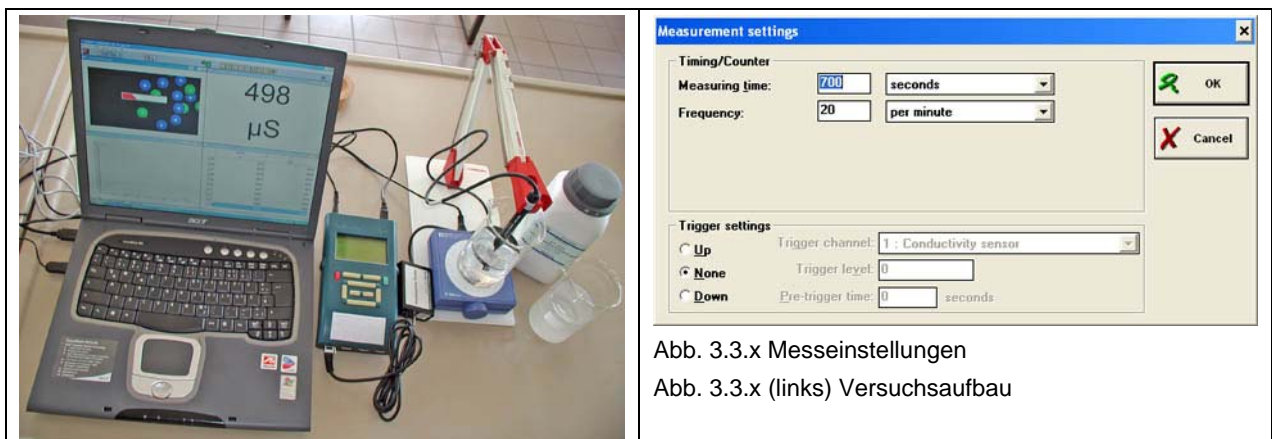 498
µS
acer
Measurement settings
Timing/Counter
Measuring time: 700 seconds
Frequency: 20 per minute
OK
Cancel
Trigger settings
Up
None
Down
Trigger channel: 1 : Conductivity sensor
Trigger level: 0
Pre-trigger time: 0 seconds
Abb. 3.3.x Messeinstellungen
Abb. 3.3.x (links) Versuchsaufbau